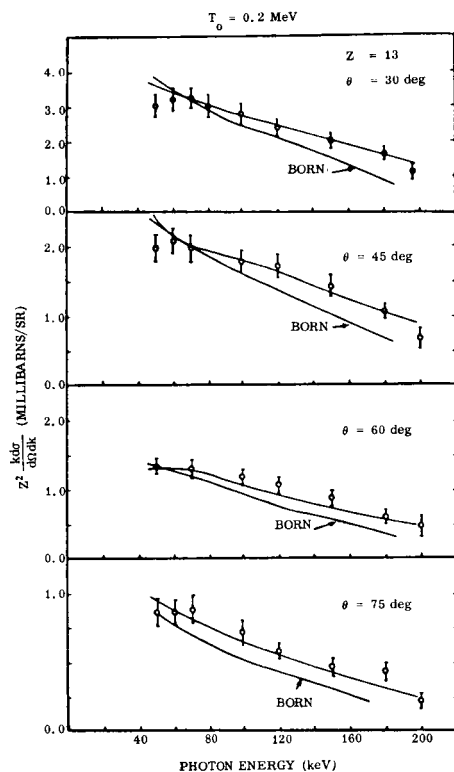 T_o = 0.2 MeV
Z = 13
θ = 30 deg
4.0
3.0
2.0
1.0
0.0
BORN
θ = 45 deg
2.0
1.0
0.0
BORN
θ = 60 deg
2.0
1.0
0.0
BORN
θ = 75 deg
1.0
0.0
BORN
Z² kdσ/dΩdk (MILLIBARNS/SR)
40 80 120 160 200
PHOTON ENERGY (keV)